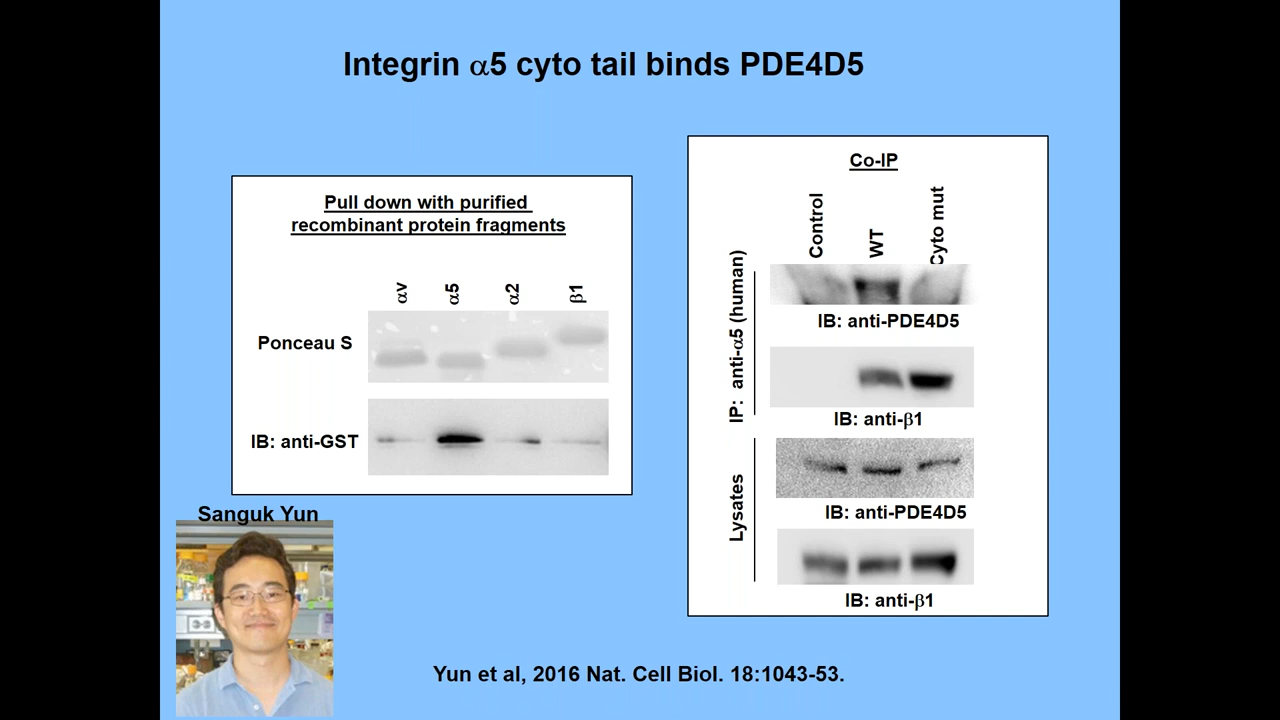 Integrin α5 cyto tail binds PDE4D5
Pull down with purified
recombinant protein fragments
αv
α5
α2
β1
Ponceau S
IB: anti-GST
Sanguk Yun
Co-IP
Control
WT
Cyto mut
IP: anti-α5 (human)
IB: anti-PDE4D5
IB: anti-β1
Lysates
IB: anti-PDE4D5
IB: anti-β1
Yun et al, 2016 Nat. Cell Biol. 18:1043-53.